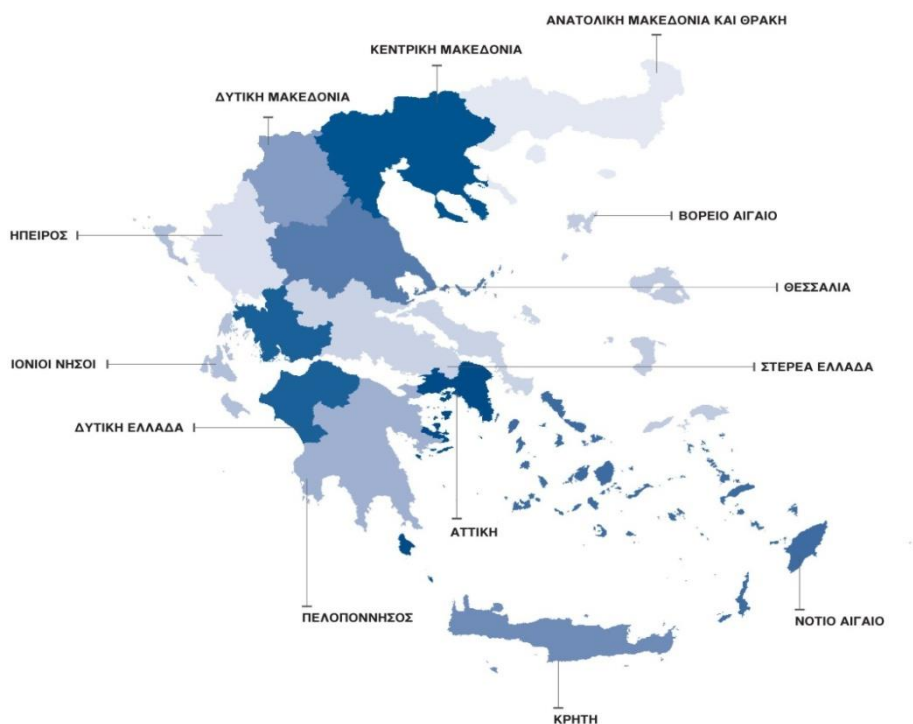 ΑΝΑΤΟΛΙΚΗ ΜΑΚΕΔΟΝΙΑ ΚΑΙ ΘΡΑΚΗ
ΚΕΝΤΡΙΚΗ ΜΑΚΕΔΟΝΙΑ
ΔΥΤΙΚΗ ΜΑΚΕΔΟΝΙΑ
ΒΟΡΕΙΟ ΑΙΓΑΙΟ
ΗΠΕΙΡΟΣ
ΘΕΣΣΑΛΙΑ
ΙΟΝΙΟΙ ΝΗΣΟΙ
ΣΤΕΡΕΑ ΕΛΛΑΔΑ
ΔΥΤΙΚΗ ΕΛΛΑΔΑ
ΑΤΤΙΚΗ
ΠΕΛΟΠΟΝΝΗΣΟΣ
ΝΟΤΙΟ ΑΙΓΑΙΟ
ΚΡΗΤΗ